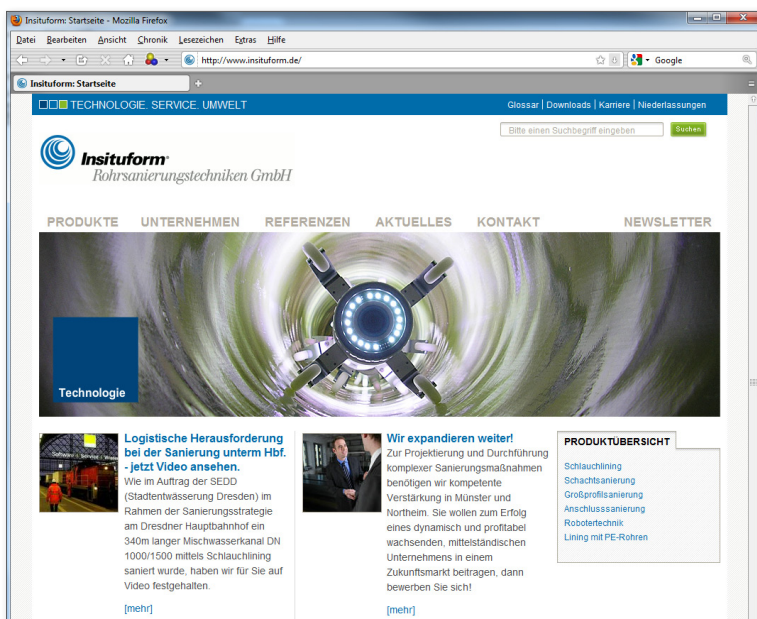 Insituform: Startseite - Mozilla Firefox
Datei Bearbeiten Ansicht Chronik Lesezeichen Extras Hilfe
http://www.insituform.de/
Google
Insituform: Startseite
TECHNOLOGIE. SERVICE. UMWELT
Glossar | Downloads | Karriere | Niederlassungen
Bitte einen Suchbegriff eingeben
Suchen
Insituform®
Rohrsanierungstechniken GmbH
PRODUKTE UNTERNEHMEN REFERENZEN AKTUELLES KONTAKT NEWSLETTER
Technologie
Software | Service |
Logistische Herausforderung
bei der Sanierung unterm Hbf.
- jetzt Video ansehen.
Wie im Auftrag der SEDD
(Stadtentwässerung Dresden) im
Rahmen der Sanierungsstrategie
am Dresdner Hauptbahnhof ein
340m langer Mischwasserkanal DN
1000/1500 mittels Schlauchlining
saniert wurde, haben wir für Sie auf
Video festgehalten.
[mehr]
Wir expandieren weiter!
Zur Projektierung und Durchführung
komplexer Sanierungsmaßnahmen
benötigen wir kompetente
Verstärkung in Münster und
Northeim. Sie wollen zum Erfolg
eines dynamisch und profitabel
wachsenden, mittelständischen
Unternehmens in einem
Zukunftsmarkt beitragen, dann
bewerben Sie sich!
[mehr]
PRODUKTÜBERSICHT
Schlauchlining
Schachtsanierung
Großprofilsanierung
Anschlusssanierung
Robotertechnik
Lining mit PE-Rohren